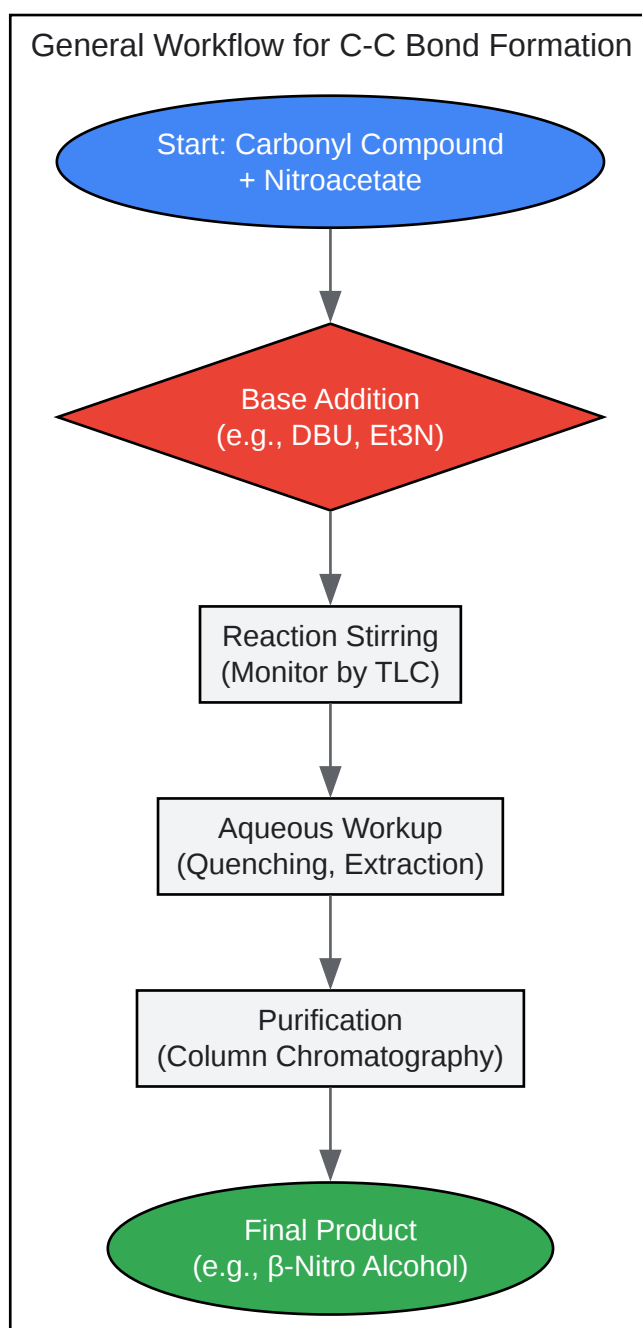 General Workflow for C-C Bond Formation
Start: Carbonyl Compound
+ Nitroacetate
Base Addition
(e.g., DBU, Et3N)
Reaction Stirring
(Monitor by TLC)
Aqueous Workup
(Quenching, Extraction)
Purification
(Column Chromatography)
Final Product
(e.g., β-Nitro Alcohol)